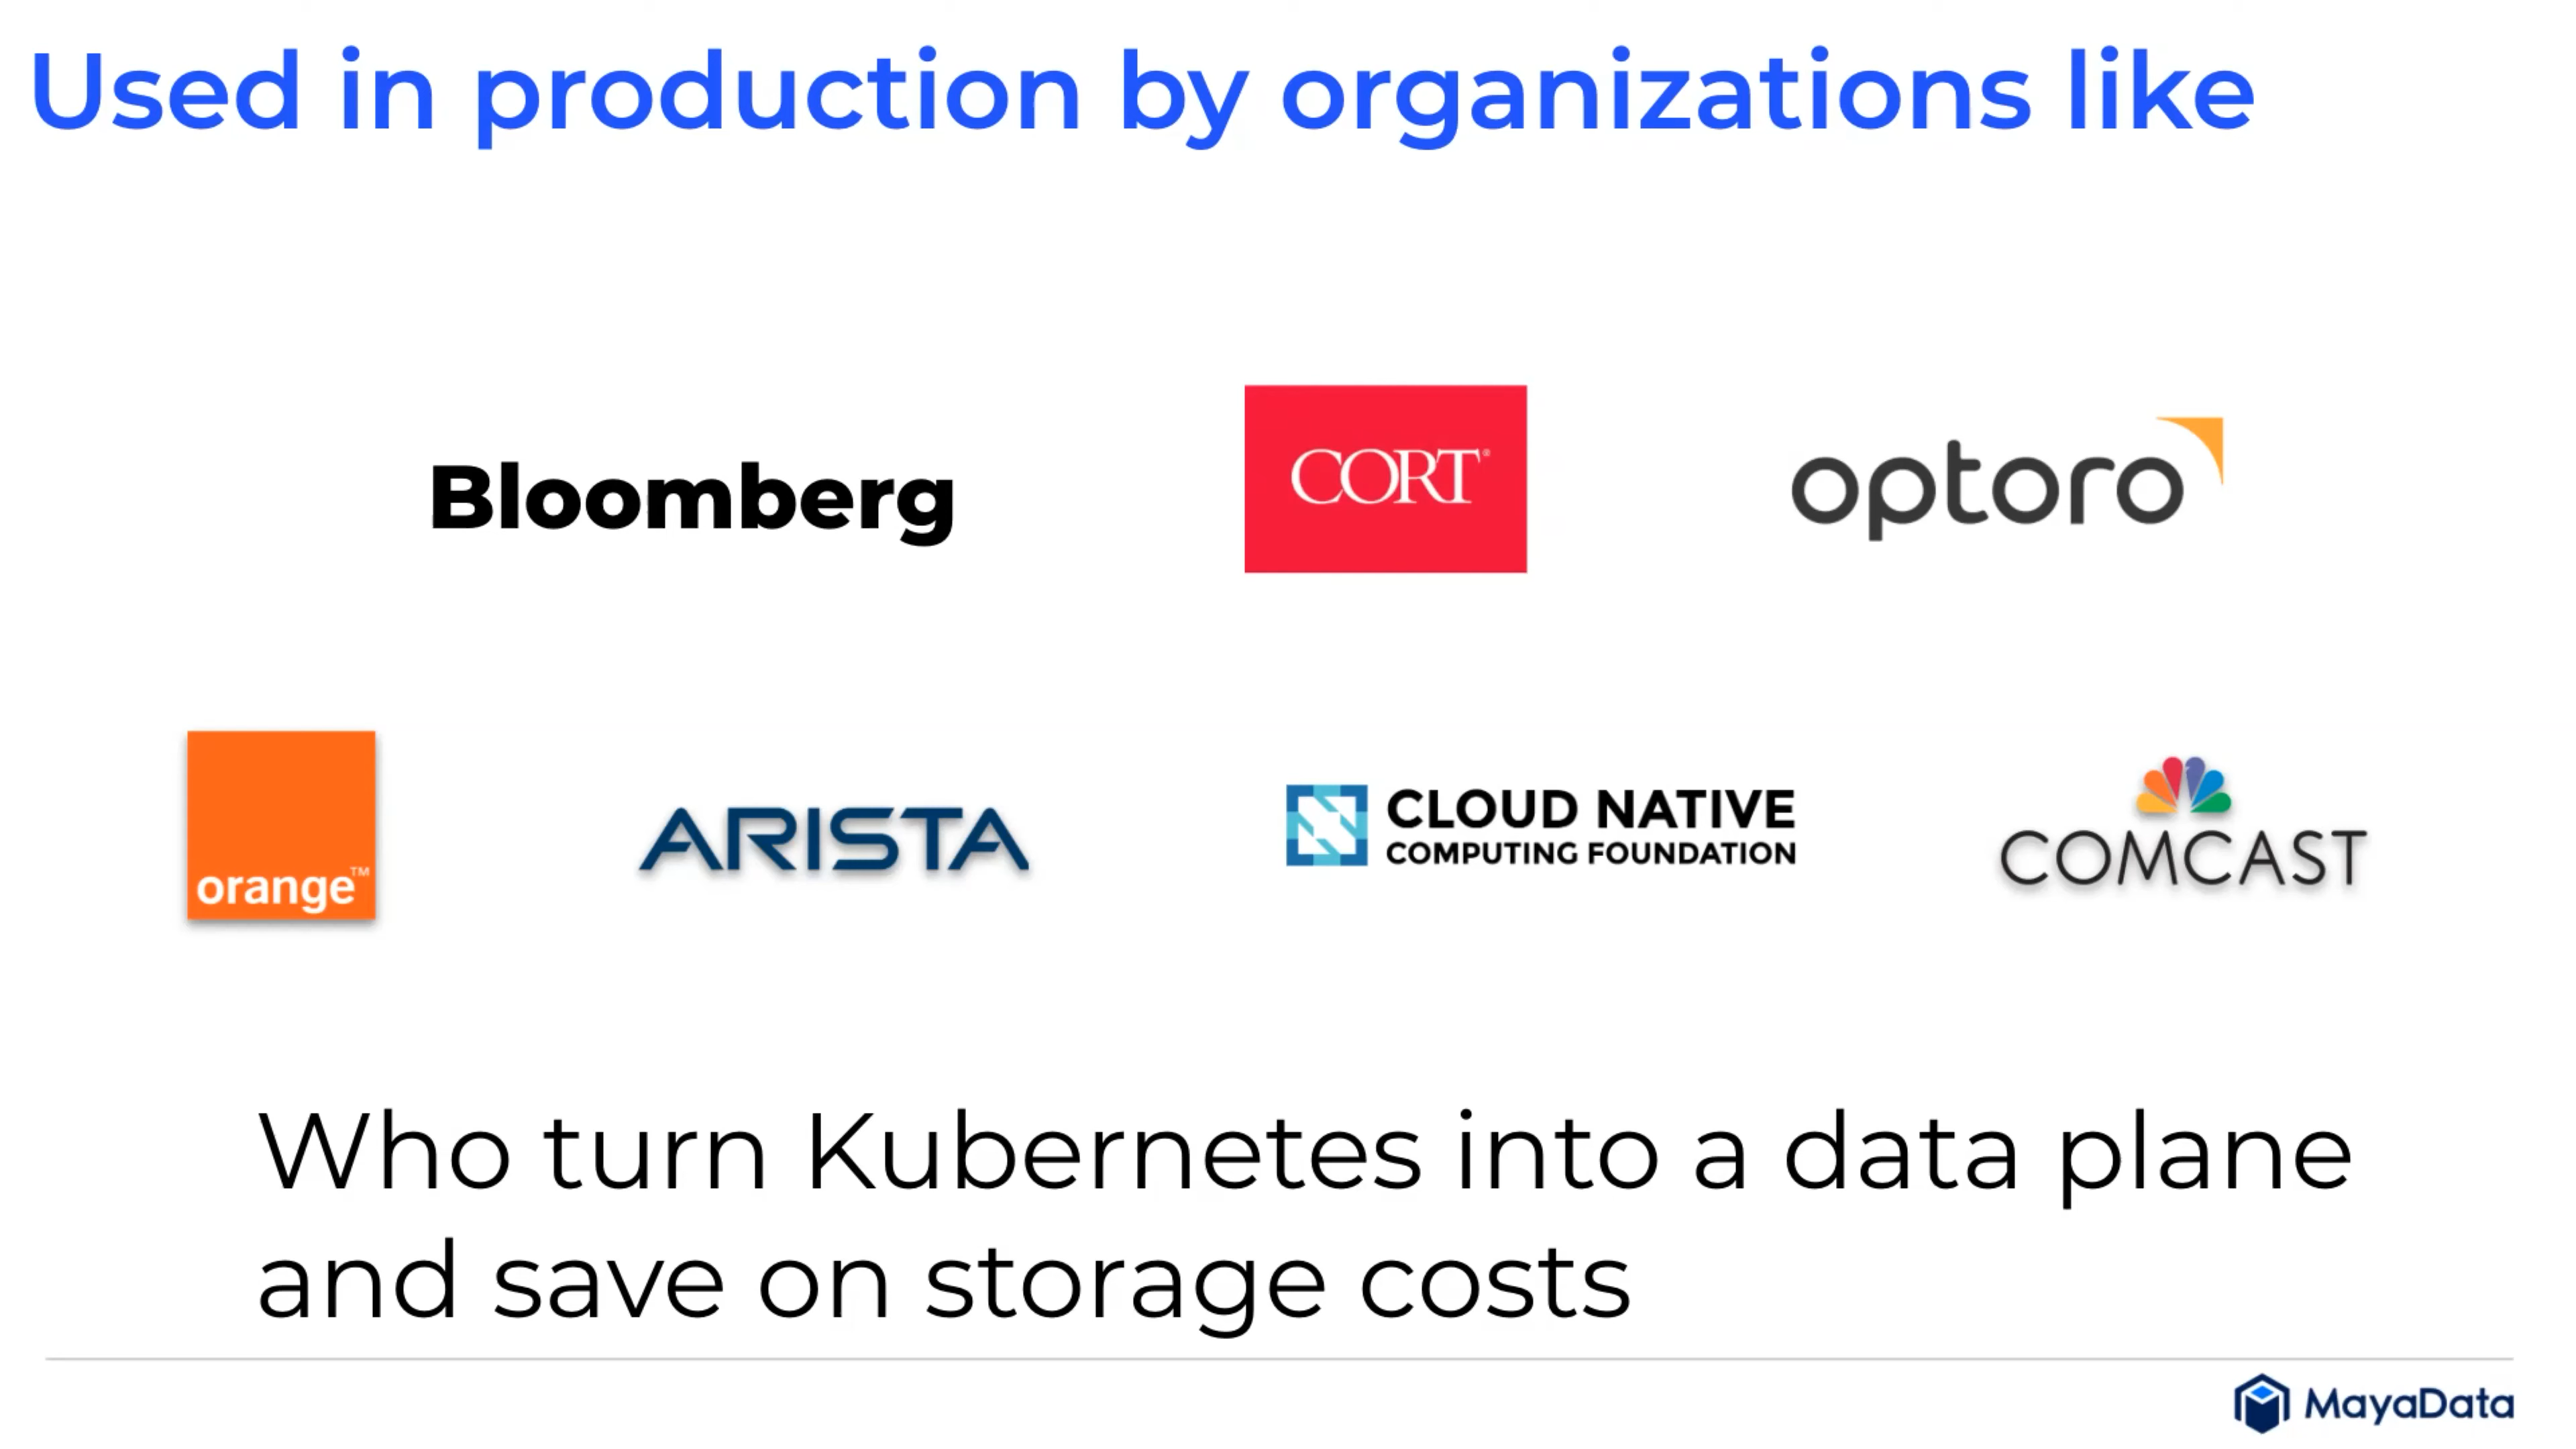 Used in production by organizations like
Bloomberg
CORT®
optoro
orange™
ARISTA
CLOUD NATIVE
COMPUTING FOUNDATION
COMCAST
Who turn Kubernetes into a data plane
and save on storage costs
MayaData